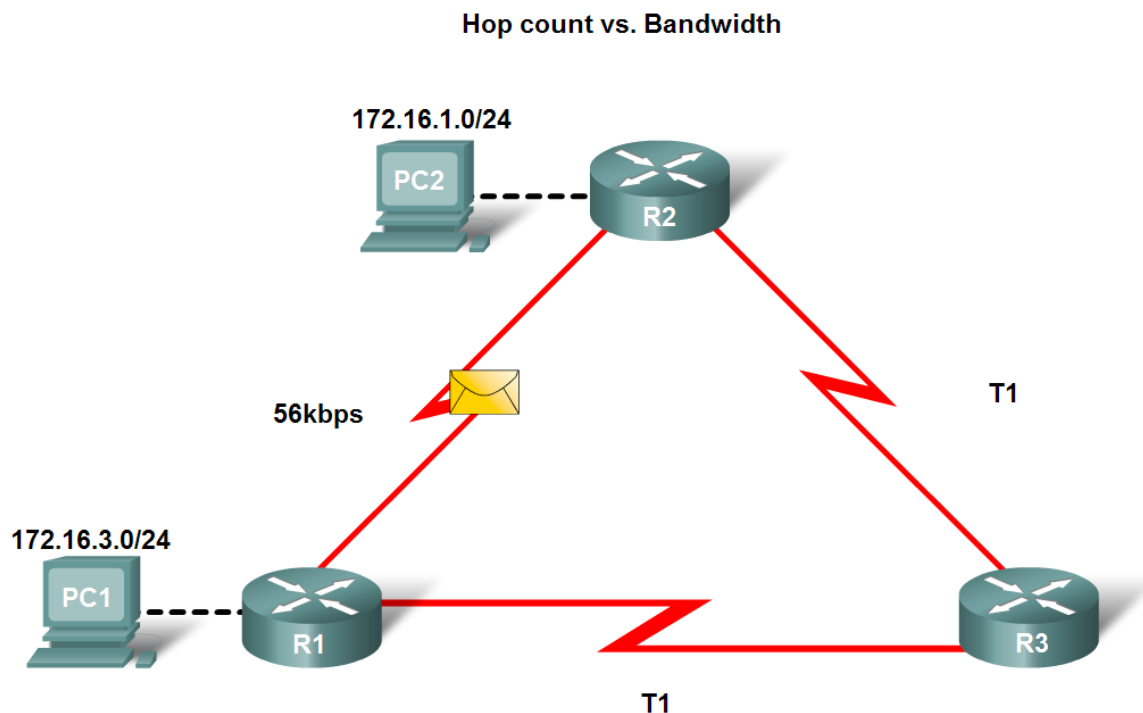 Hop count vs. Bandwidth
172.16.1.0/24
PC2
R2
56kbps
T1
172.16.3.0/24
PC1
R1
R3
T1